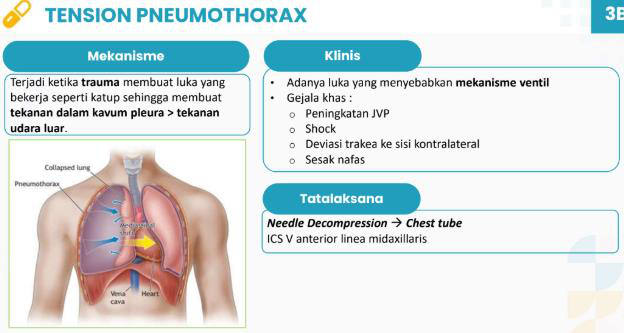 TENSION PNEUMOTHORAX
3B
Mekanisme
Terjadi ketika trauma membuat luka yang
bekerja seperti katup sehingga membuat
tekanan dalam kavum pleura > tekanan
udara luar.
Collapsed lung
Pneumothorax
Mediastinal
shift
Vena
cava
Heart
Klinis
• Adanya luka yang menyebabkan mekanisme ventil
• Gejala khas :
o Peningkatan JVP
o Shock
o Deviasi trakea ke sisi kontralateral
o Sesak nafas
Tatalaksana
Needle Decompression → Chest tube
ICS V anterior linea midaxillaris